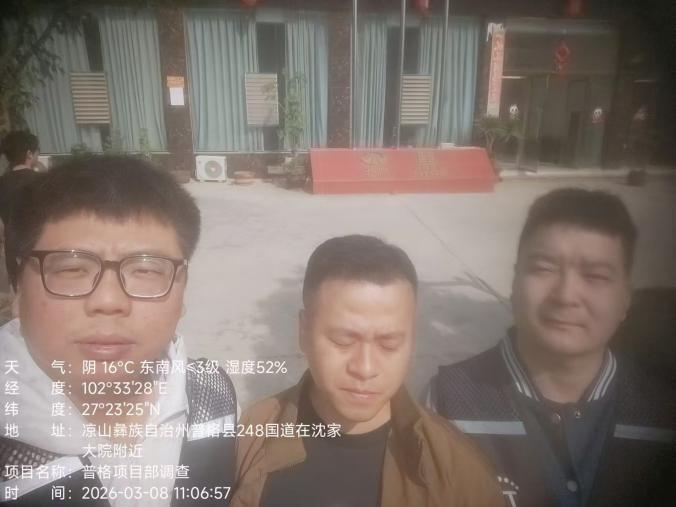 天 气：阴 16℃ 东南风≤3级 湿度52%
经 度：102°33'28"E
纬 度：27°23'25"N
地 址：凉山彝族自治州普格县248国道在沈家
大院附近
项目名称：普格项目部调查
时 间：2026-03-08 11:06:57